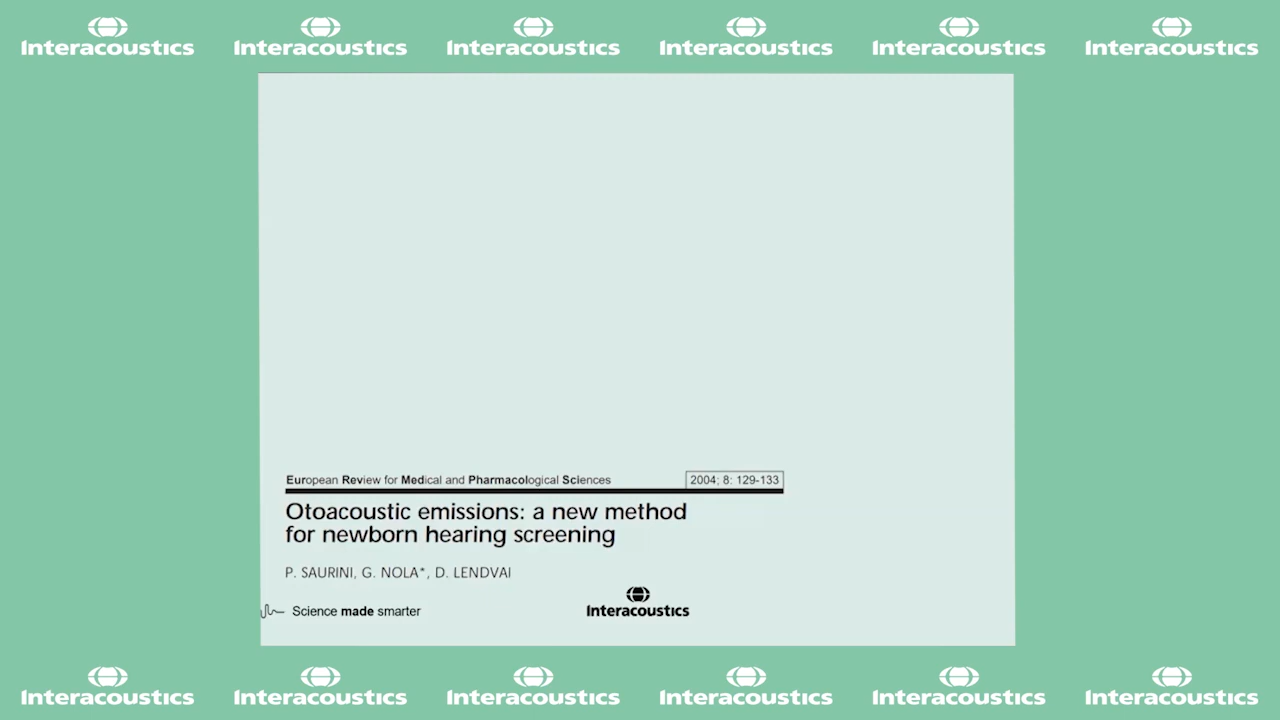 Interacoustics Interacoustics Interacoustics Interacoustics Interacoustics Interacoustics
European Review for Medical and Pharmacological Sciences 2004; 8: 129-133
Otoacoustic emissions: a new method
for newborn hearing screening
P. SAURINI, G. NOLA*, D. LENDVAI
Science made smarter Interacoustics
Interacoustics Interacoustics Interacoustics Interacoustics Interacoustics Interacoustics